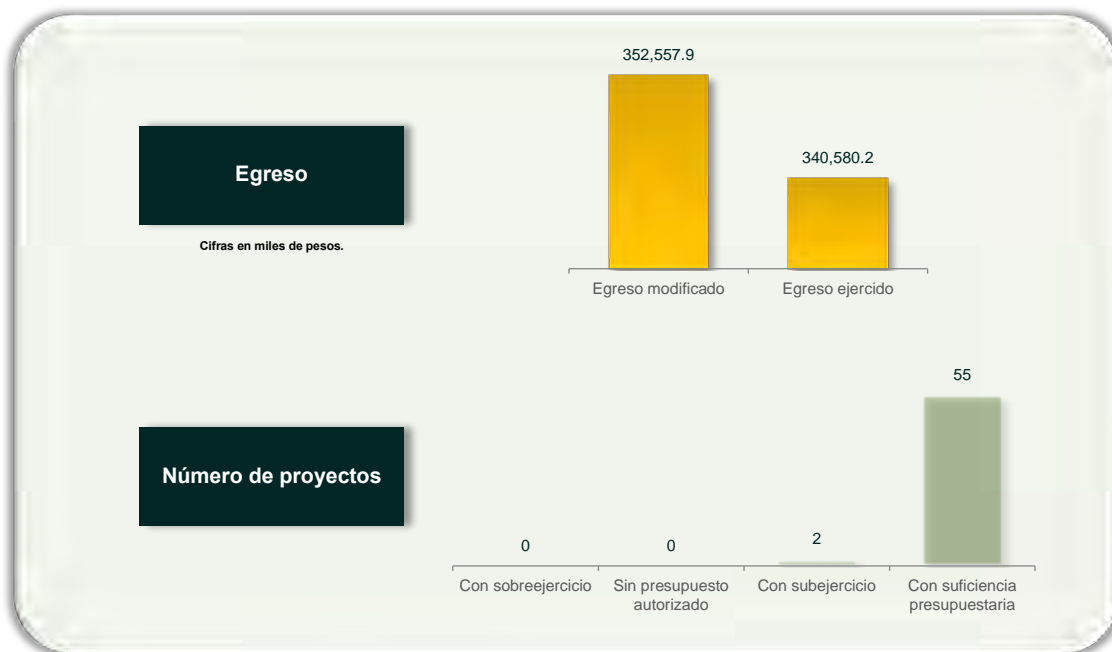 352,557.9
340,580.2
Egreso
Cifras en miles de pesos.
Egreso modificado
Egreso ejercido
55
Número de proyectos
0
0
2
Con sobreejercicio
Sin presupuesto
autorizado
Con subejercicio
Con suficiencia
presupuestaria